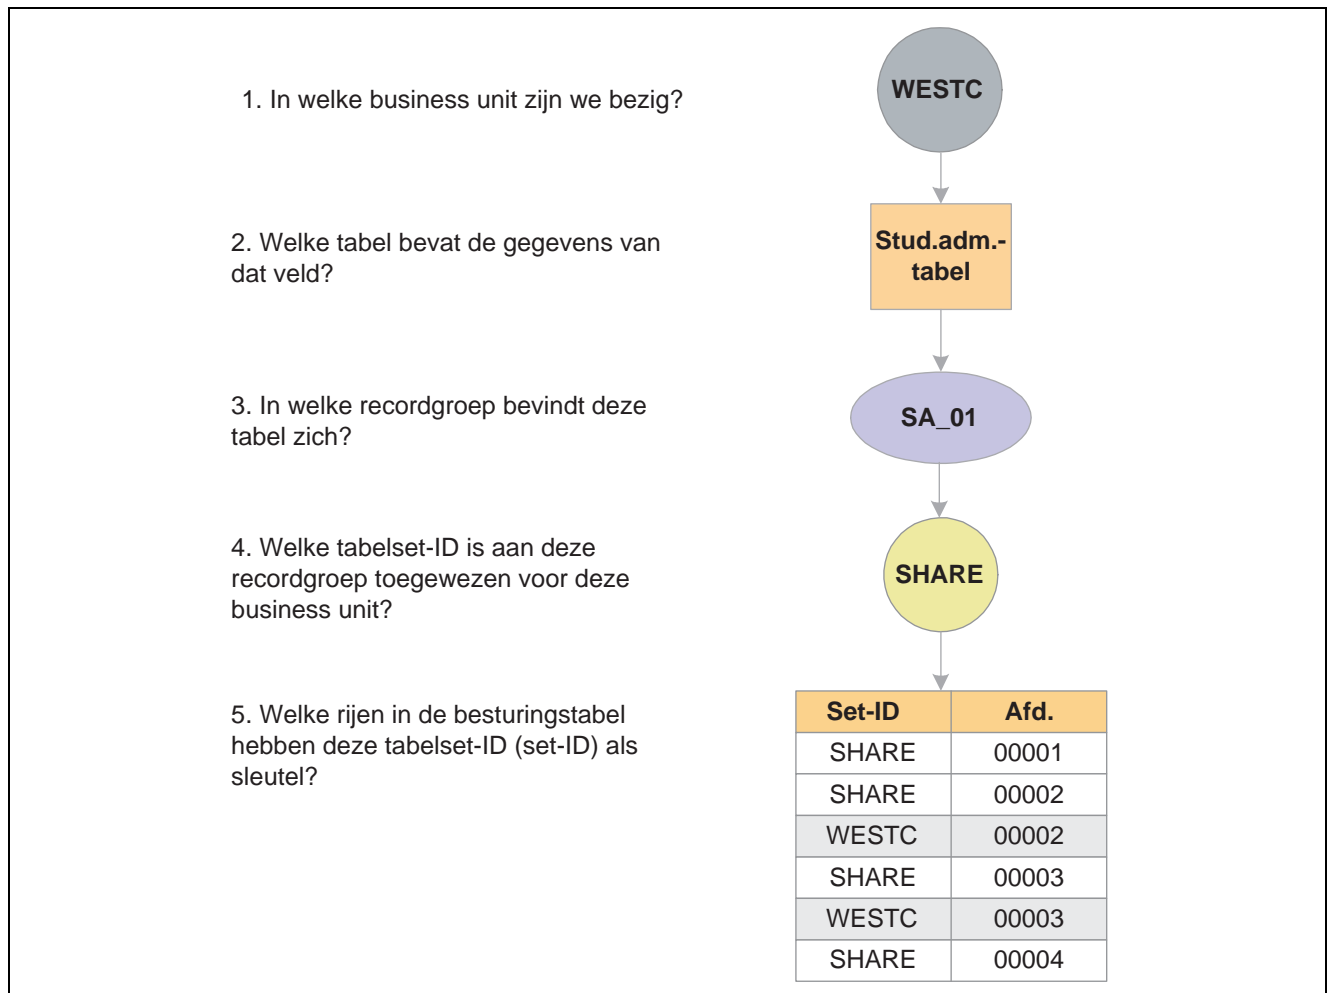 1. In welke business unit zijn we bezig?
WESTC
2. Welke tabel bevat de gegevens van
dat veld?
Stud.adm.-
tabel
3. In welke recordgroep bevindt deze
tabel zich?
SA_01
4. Welke tabelset-ID is aan deze
recordgroep toegewezen voor deze
business unit?
SHARE
5. Welke rijen in de besturingstabel
hebben deze tabelset-ID (set-ID) als
sleutel?
Set-ID Afd.
SHARE 00001
SHARE 00002
WESTC 00002
SHARE 00003
WESTC 00003
SHARE 00004